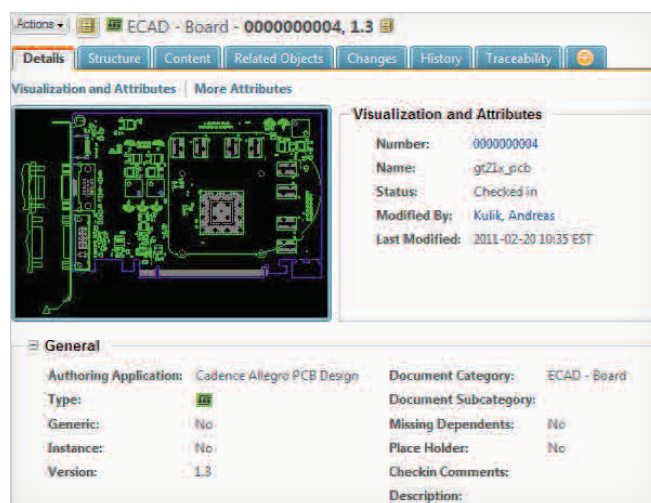 Actions ECAD - Board - 0000000004, 1.3
Details Structure Content Related Objects Changes History Traceability
Visualization and Attributes More Attributes
Visualization and Attributes
Number: 0000000004
Name: gt21x_pcb
Status: Checked in
Modified By: Kulik, Andreas
Last Modified: 2011-02-20 10:35 EST
General
Authoring Application: Cadence Allegro PCB Design Document Category: ECAD - Board
Type: Document Subcategory:
Generic: No Missing Dependents: No
Instance: No Place Holder: No
Version: 1.3 Checkin Comments:
Description: